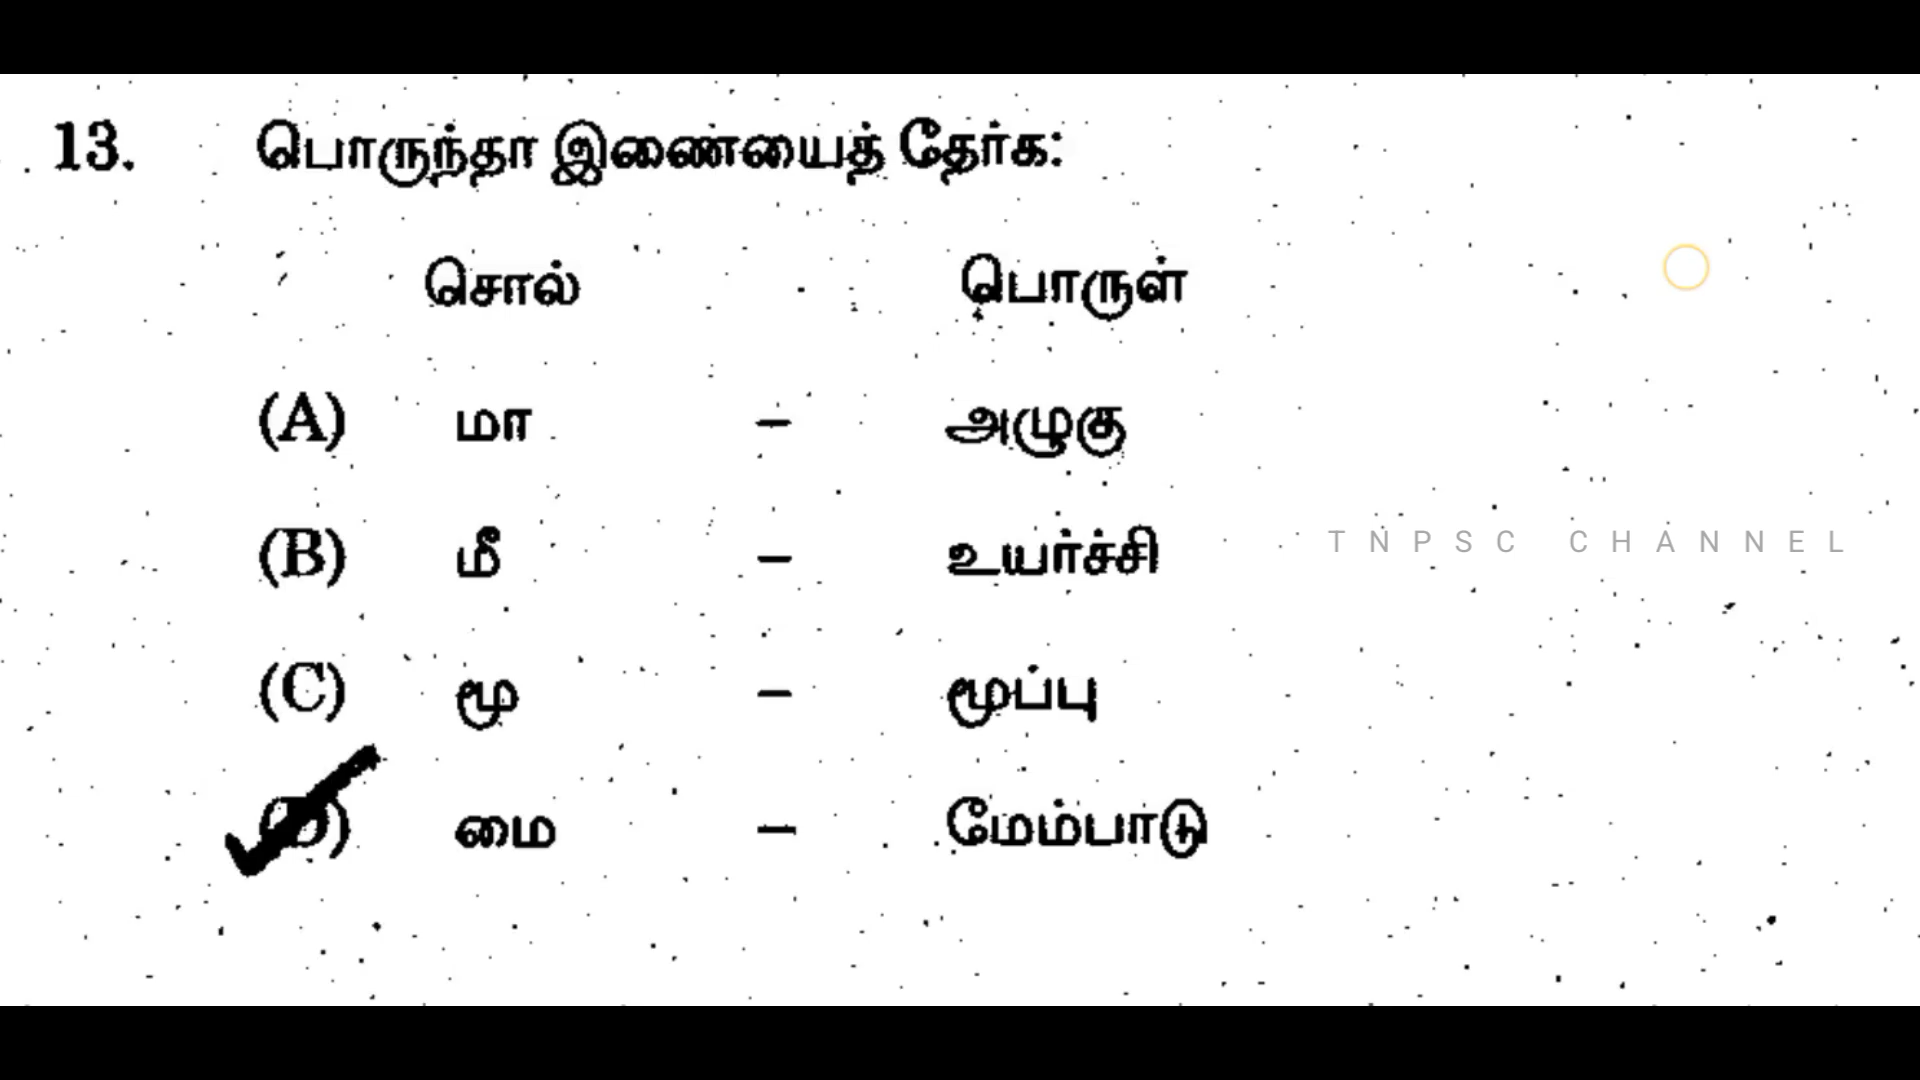 13. பொருந்தா இணையைத் தேர்க:
சொல் - பொருள்
(A) மா – அழுகு
(B) மீ – உயர்ச்சி
(C) மூ – மூப்பு
(D) மை – மேம்பாடு
TNPSC CHANNEL